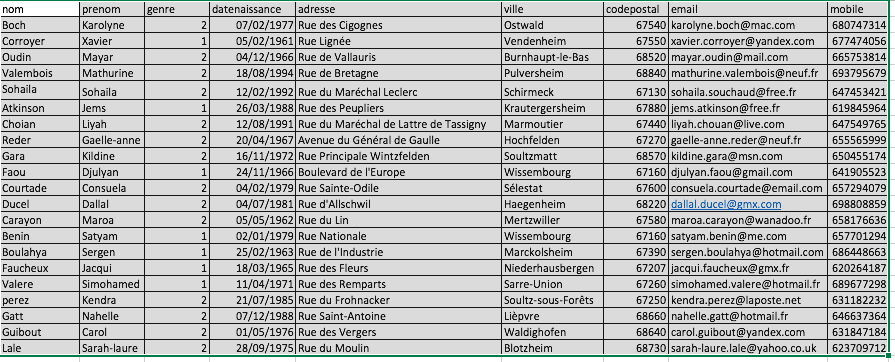 nom prenom genre datenaissance adresse ville codepostal email mobile
Boch Karolyne 2 07/02/1977 Rue des Cigognes Ostwald 67540 karolyne.boch@mac.com 680747314
Corroyer Xavier 1 05/02/1961 Rue Lignée Vendenheim 67550 xavier.corroyer@yandex.com 677474056
Oudin Mayar 2 04/12/1966 Rue de Vallauris Burnhaupt-le-Bas 68520 mayar.oudin@mail.com 665753814
Valembois Mathurine 2 18/08/1994 Rue de Bretagne Pulversheim 68840 mathurine.valembois@neuf.fr 693795679
Sohaila Sohaila 2 12/02/1992 Rue du Maréchal Leclerc Schirmeck 67130 sohaila.souchaud@free.fr 647453421
Atkinson Jems 1 26/03/1988 Rue des Peupliers Krautergersheim 67880 jems.atkinson@free.fr 619845964
Choian Liyah 2 12/08/1991 Rue du Maréchal de Lattre de Tassigny Marmoutier 67440 liyah.chouan@live.com 647549765
Reder Gaelle-anne 2 20/04/1967 Avenue du Général de Gaulle Hochfelden 67270 gaelle-anne.reder@neuf.fr 655565999
Gara Kildine 2 16/11/1972 Rue Principale Wintzfelden Soultzmatt 68570 kildine.gara@msn.com 650455174
Faou Djulyan 1 24/11/1966 Boulevard de l'Europe Wissembourg 67160 djulyan.faou@gmail.com 641905523
Courtade Consuela 2 04/02/1979 Rue Sainte-Odile Sélestat 67600 consuela.courtade@email.com 657294079
Ducel Dallal 2 04/07/1981 Rue d'Allschwil Haegenheim 68220 dallal.ducel@gmx.com 698808859
Carayon Maroa 2 05/05/1962 Rue du Lin Mertzwiller 67580 maroa.carayon@wanadoo.fr 658176636
Benin Satyam 1 02/01/1979 Rue Nationale Wissembourg 67160 satyam.benin@me.com 657701294
Boulahya Sergen 1 25/02/1963 Rue de l'Industrie Marckolsheim 67390 sergen.boulahya@hotmail.com 686448663
Faucheux Jacqui 1 18/03/1965 Rue des Fleurs Niederhausbergen 67207 jacqui.faucheux@gmx.fr 620264187
Valere Simohamed 1 11/04/1971 Rue des Remparts Sarre-Union 67260 simohamed.valere@hotmail.fr 689677298
perez Kendra 2 21/07/1985 Rue du Frohnacker Soultz-sous-Forêts 67250 kendra.perez@laposte.net 631182232
Gatt Nahelle 2 07/12/1988 Rue Saint-Antoine Lièpvre 68660 nahelle.gatt@hotmail.fr 646637364
Guibout Carol 2 01/05/1976 Rue des Vergers Waldighofen 68640 carol.guibout@yandex.com 631847184
Lale Sarah-laure 2 28/09/1975 Rue du Moulin Blotzheim 68730 sarah-laure.lale@yahoo.co.uk 623709712